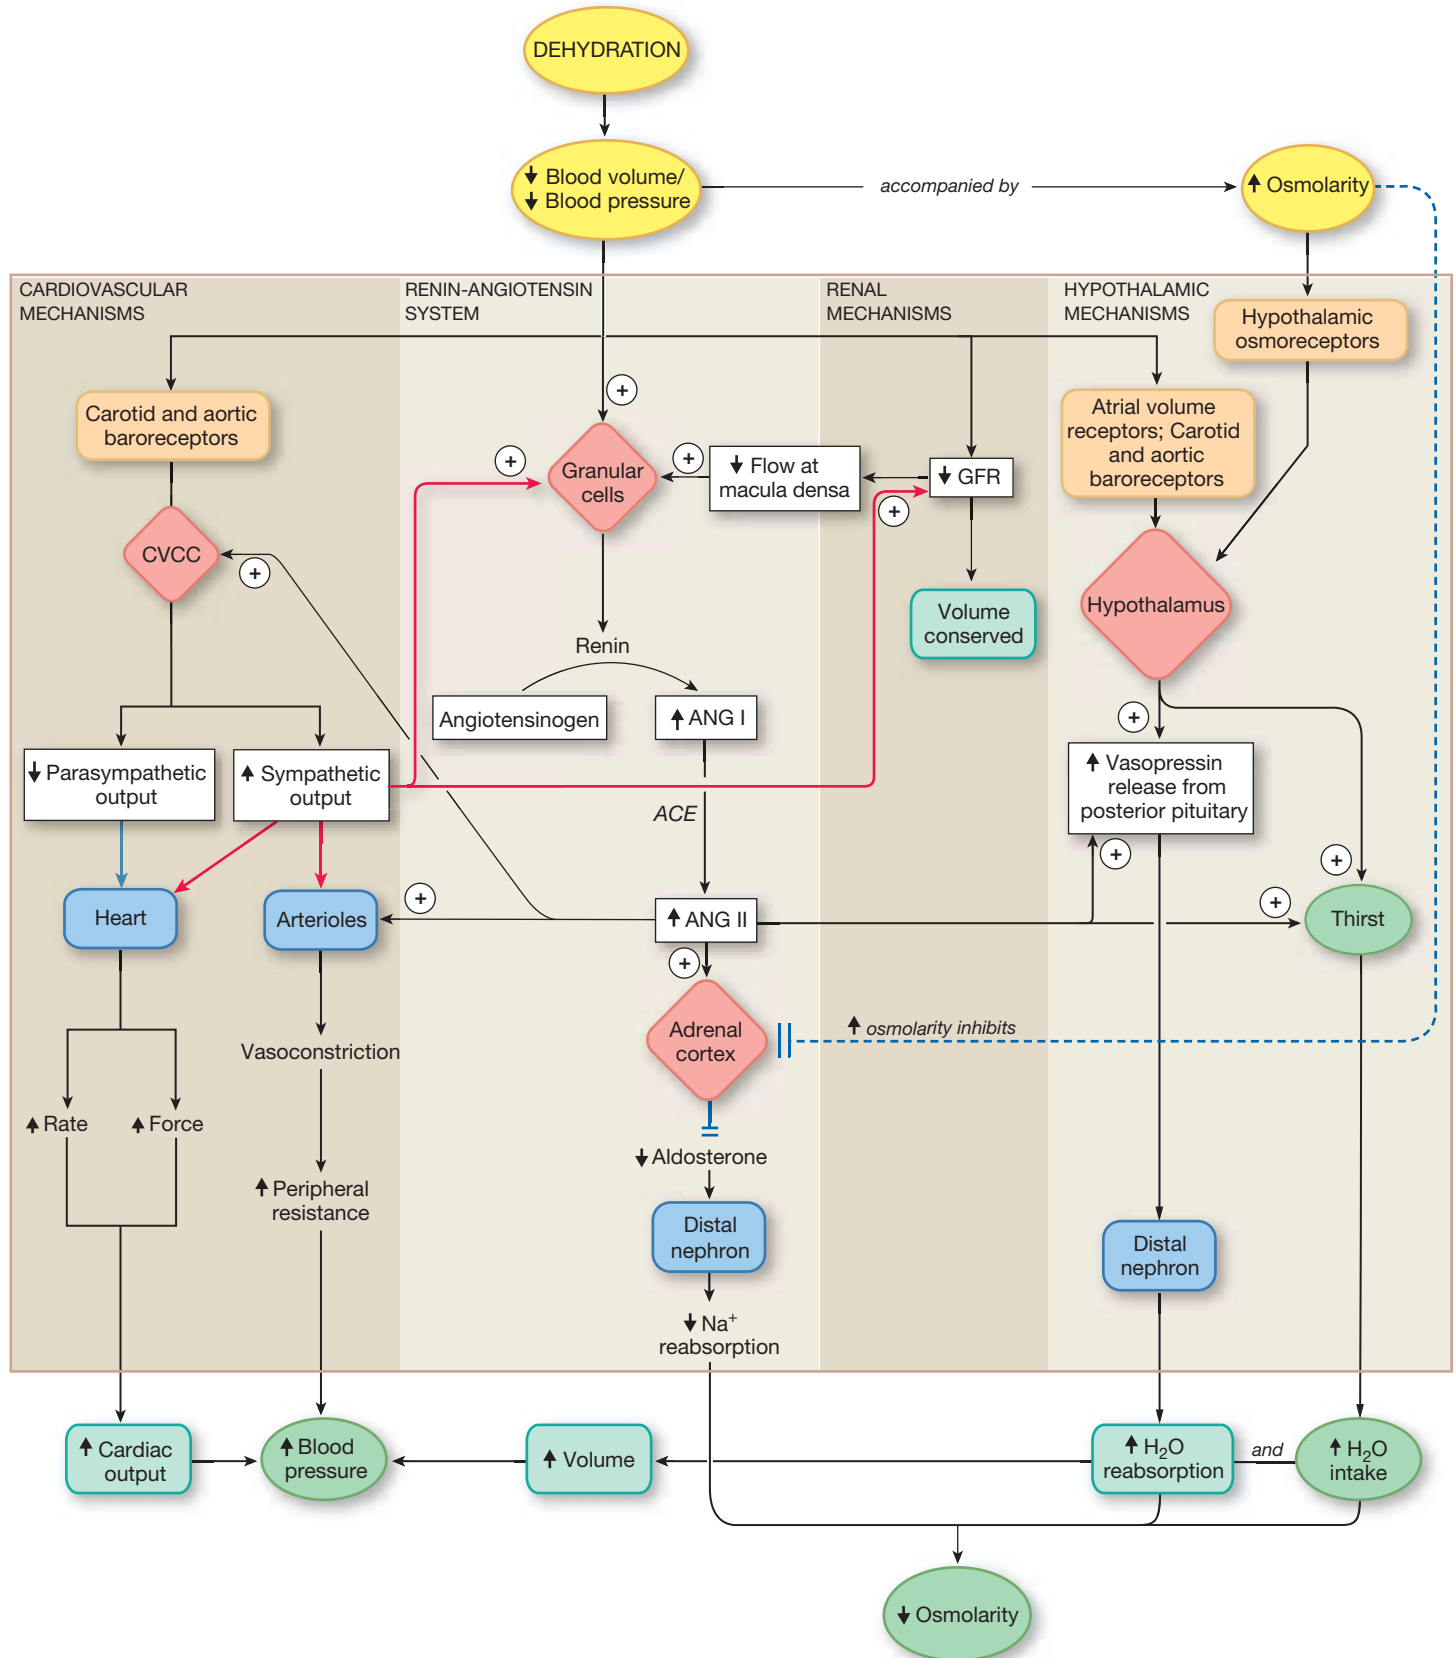 DEHYDRATION
↓ Blood volume/
↓ Blood pressure
accompanied by
↑ Osmolarity
CARDIOVASCULAR
MECHANISMS
RENIN-ANGIOTENSIN
SYSTEM
RENAL
MECHANISMS
HYPOTHALAMIC
MECHANISMS
Hypothalamic
osmoreceptors
Carotid and aortic
baroreceptors
+
Atrial volume
receptors; Carotid
and aortic
baroreceptors
+
Granular
cells
+
↓ Flow at
macula densa
↓ GFR
+
CVCC
+
Hypothalamus
Volume
conserved
Renin
Angiotensinogen
↑ ANG I
+
↓ Parasympathetic
output
↑ Sympathetic
output
↑ Vasopressin
release from
posterior pituitary
ACE
+
+
Heart
Arterioles
+
↑ ANG II
+
Thirst
+
Adrenal
cortex
↑ osmolarity inhibits
Vasoconstriction
↑ Rate
↑ Force
↓ Aldosterone
↑ Peripheral
resistance
Distal
nephron
Distal
nephron
↓ Na⁺
reabsorption
↑ Cardiac
output
↑ Blood
pressure
↑ Volume
↑ H₂O
reabsorption
and
↑ H₂O
intake
↓ Osmolarity